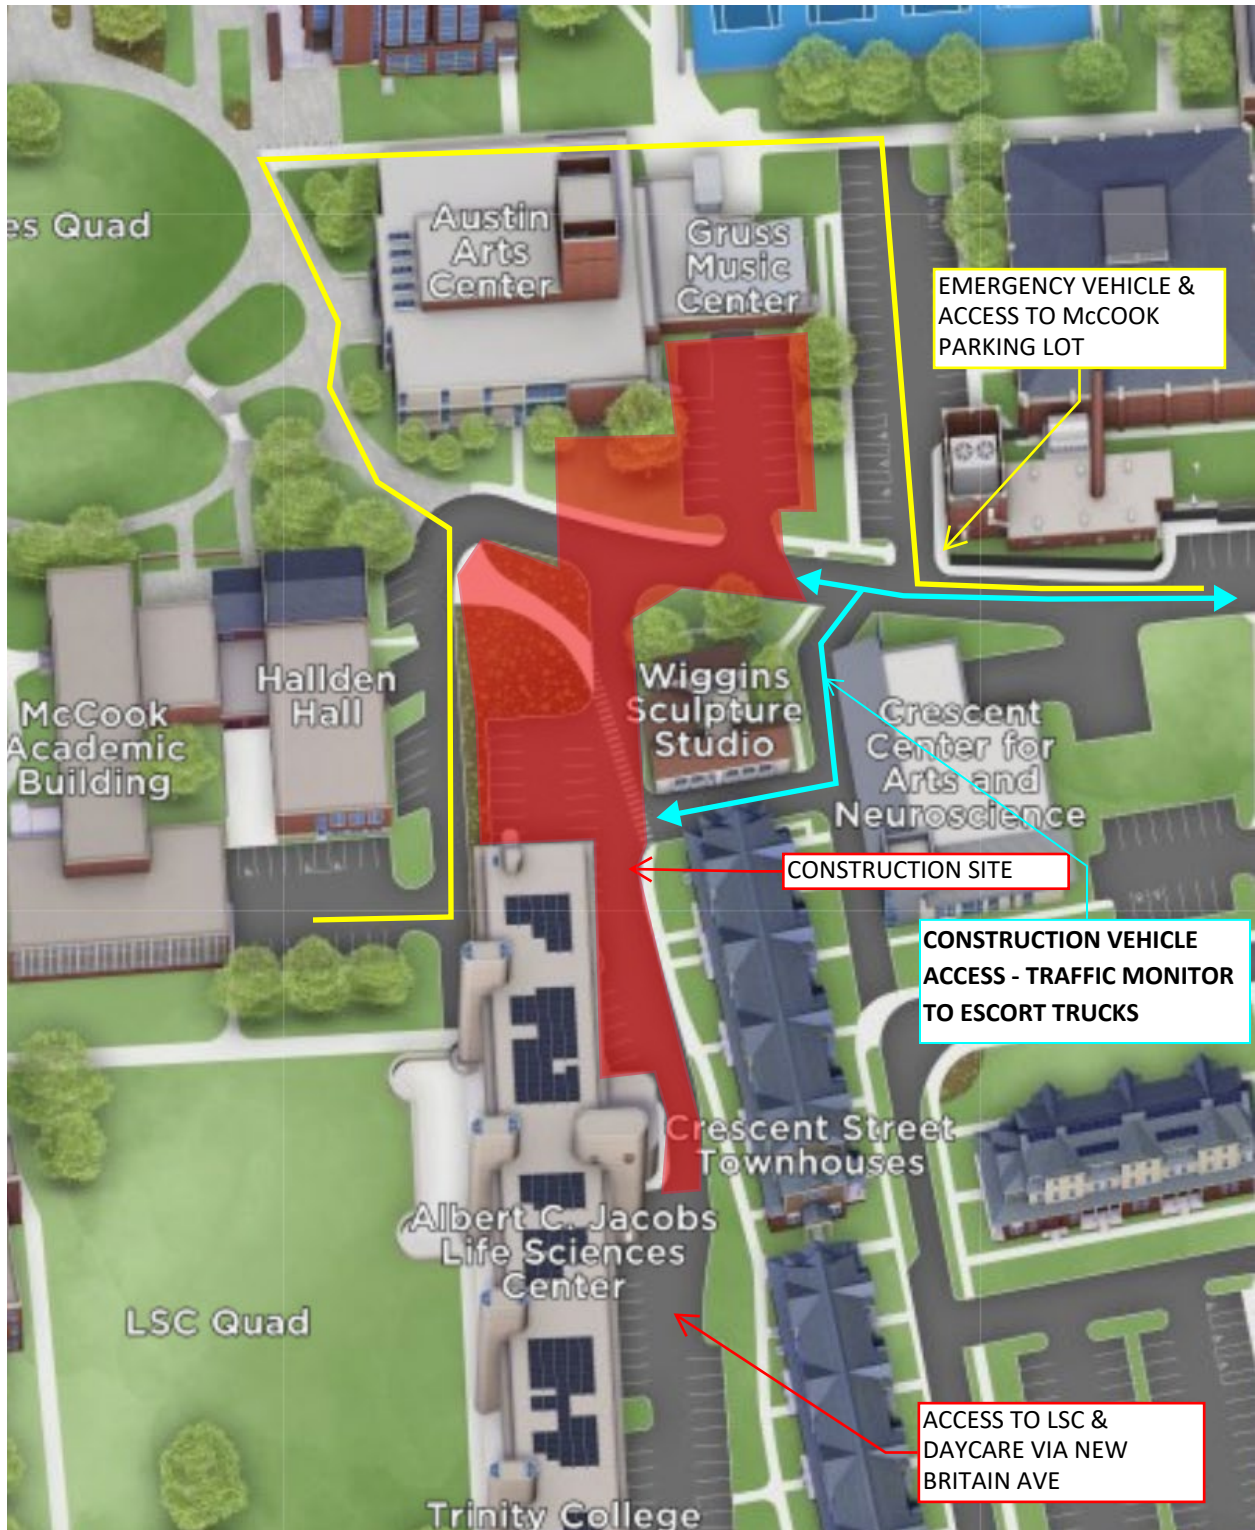 es Quad
Austin
Arts
Center
Gruss
Music
Center
EMERGENCY VEHICLE &
ACCESS TO McCOOK
PARKING LOT
Hallden
Hall
McCook
Academic
Building
Wiggins
Sculpture
Studio
Crescent
Center for
Arts and
Neuroscience
CONSTRUCTION SITE
CONSTRUCTION VEHICLE
ACCESS - TRAFFIC MONITOR
TO ESCORT TRUCKS
Crescent Street
Townhouses
Albert C. Jacobs
Life Sciences
Center
LSC Quad
ACCESS TO LSC &
DAYCARE VIA NEW
BRITAIN AVE
Trinity College